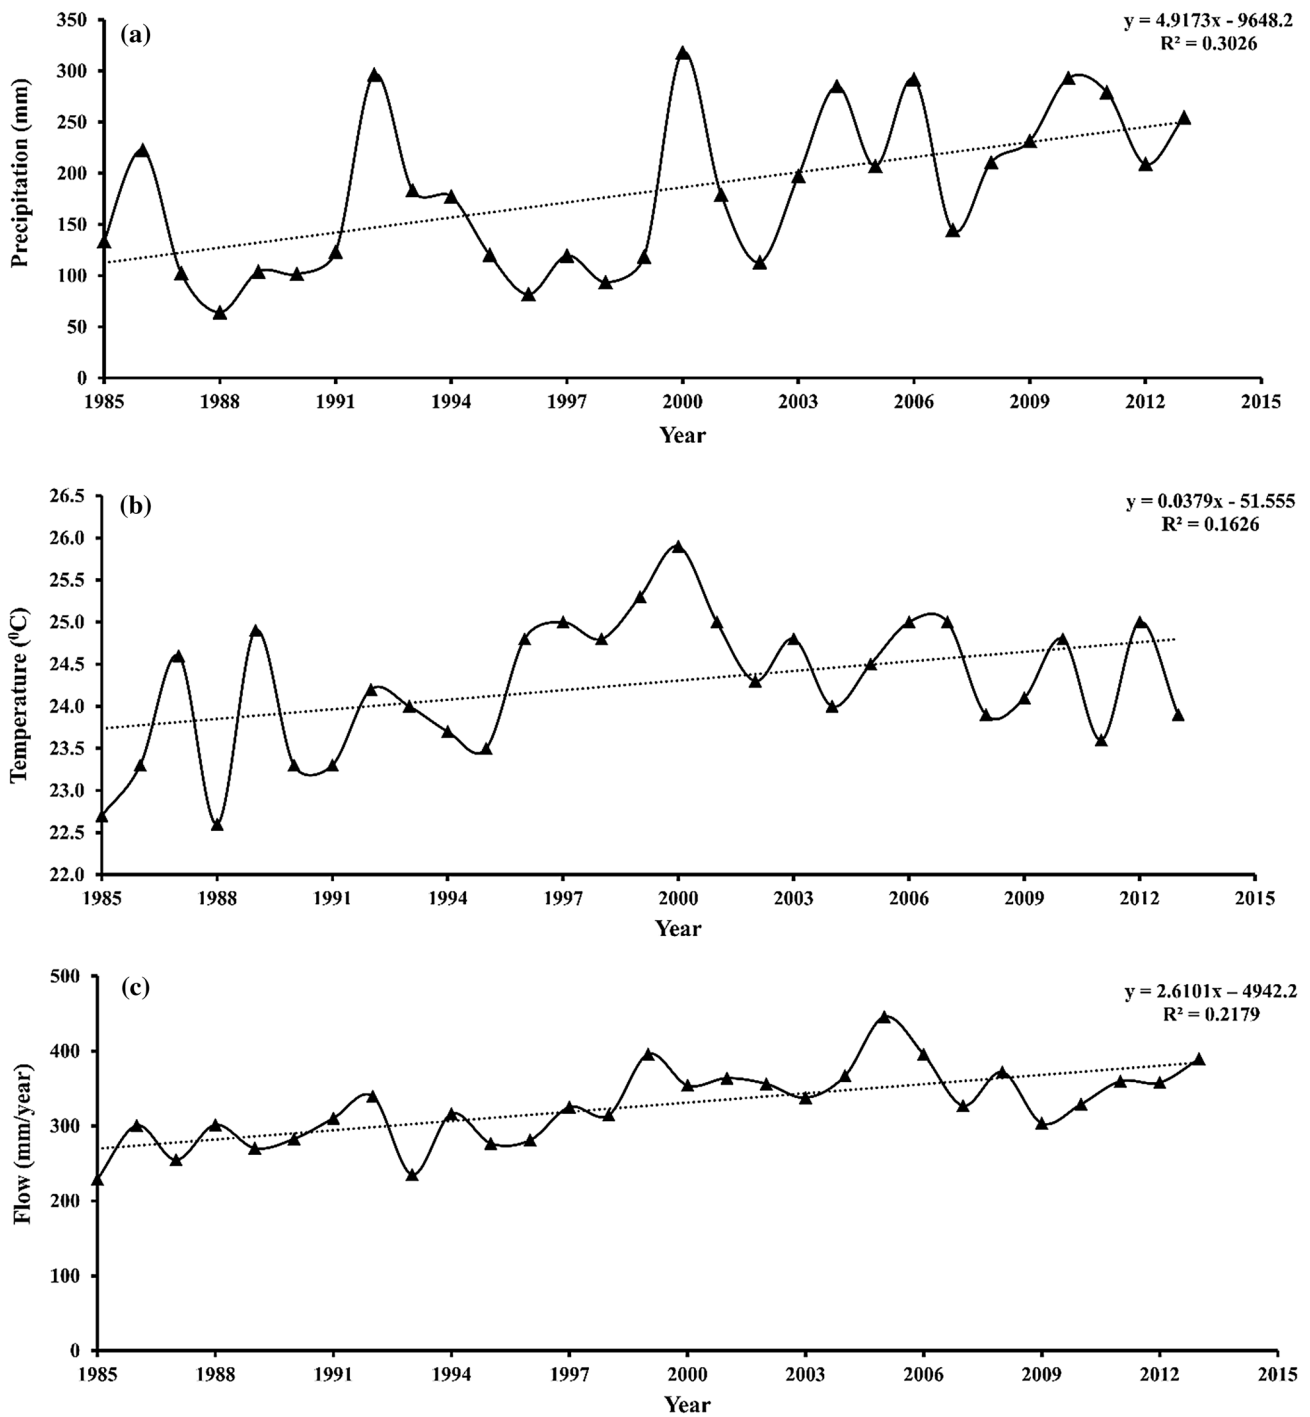 (a)
y = 4.9173x - 9648.2
R² = 0.3026
Precipitation (mm)
350
300
250
200
150
100
50
0
1985 1988 1991 1994 1997 2000 2003 2006 2009 2012 2015
Year
(b)
y = 0.0379x - 51.555
R² = 0.1626
Temperature (⁰C)
26.5
26.0
25.5
25.0
24.5
24.0
23.5
23.0
22.5
22.0
1985 1988 1991 1994 1997 2000 2003 2006 2009 2012 2015
Year
(c)
y = 2.6101x – 4942.2
R² = 0.2179
Flow (mm/year)
500
400
300
200
100
0
1985 1988 1991 1994 1997 2000 2003 2006 2009 2012 2015
Year